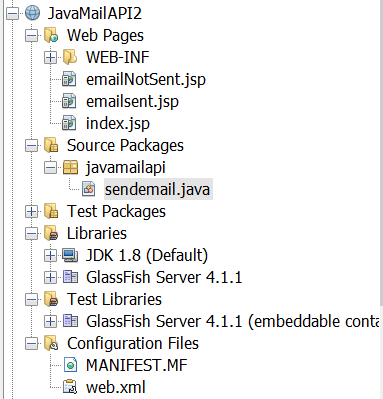 JavaMailAPI2
Web Pages
WEB-INF
emailNotSent.jsp
emailsent.jsp
index.jsp
Source Packages
javamailapi
sendemail.java
Test Packages
Libraries
JDK 1.8 (Default)
GlassFish Server 4.1.1
Test Libraries
GlassFish Server 4.1.1 (embeddable conta
Configuration Files
MANIFEST.MF
web.xml